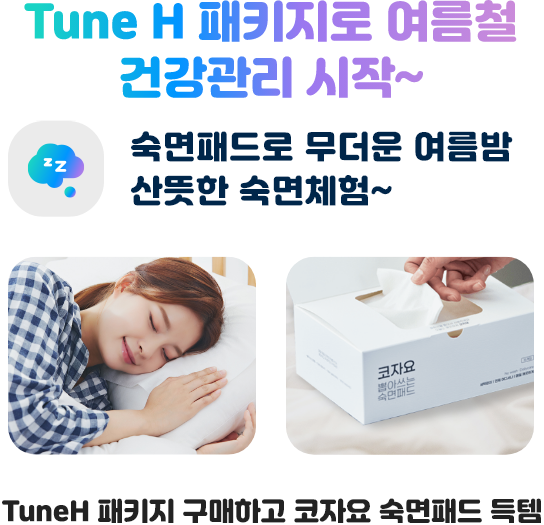 Tune H 패키지로 여름철
건강관리 시작~
z z
숙면패드로 무더운 여름밤
산뜻한 숙면체험~
코자요
뽑아쓰는
숙면패드
TuneH 패키지 구매하고 코자요 숙면패드 득템